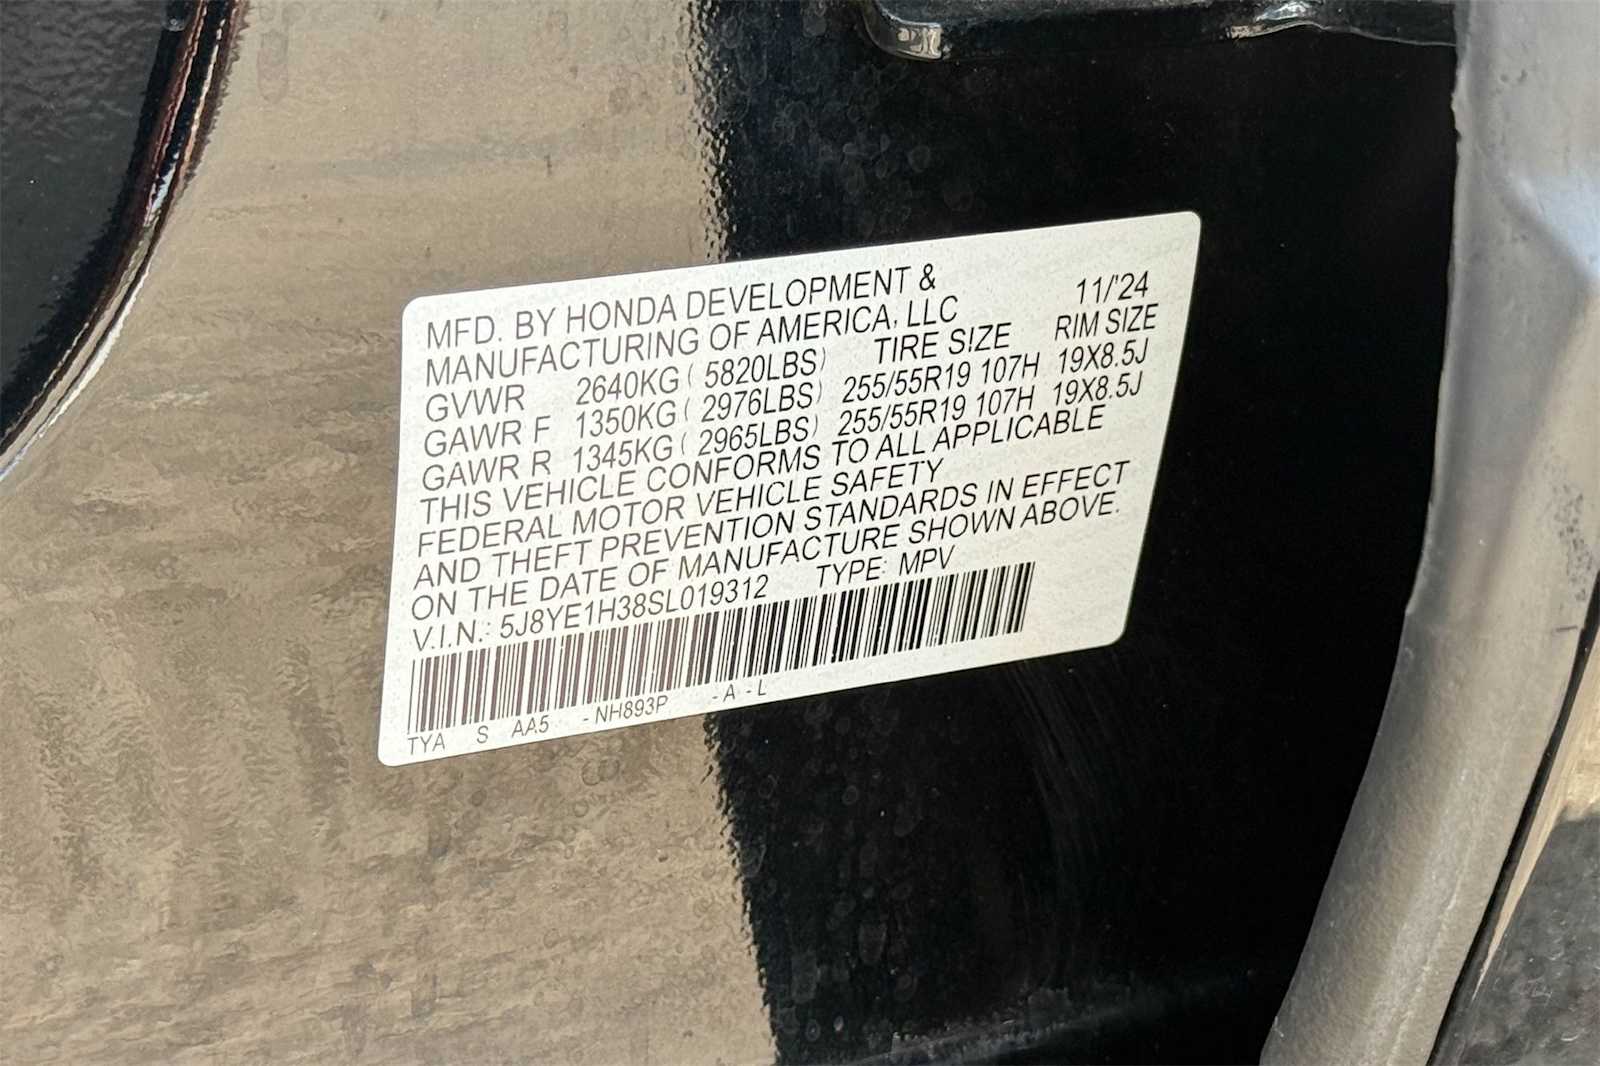 MFD. BY HONDA DEVELOPMENT & 11/'24
MANUFACTURING OF AMERICA, LLC
GVWR 2640KG ( 5820LBS) TIRE SIZE RIM SIZE
GAWR F 1350KG ( 2976LBS) 255/55R19 107H 19X8.5J
GAWR R 1345KG ( 2965LBS) 255/55R19 107H 19X8.5J
THIS VEHICLE CONFORMS TO ALL APPLICABLE
FEDERAL MOTOR VEHICLE SAFETY
AND THEFT PREVENTION STANDARDS IN EFFECT
ON THE DATE OF MANUFACTURE SHOWN ABOVE.
V.I.N.: 5J8YE1H38SL019312 TYPE: MPV
TYA S AA5 - NH893P - A - L